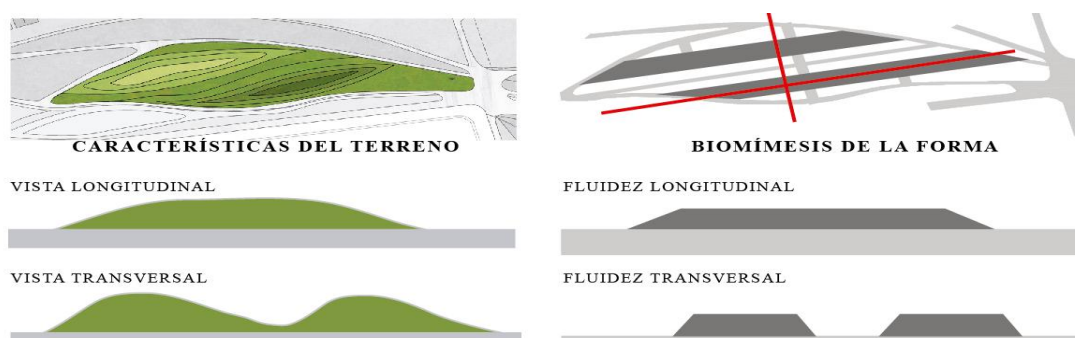 CARACTERÍSTICAS DEL TERRENO
VISTA LONGITUDINAL
VISTA TRANSVERSAL
BIOMÍMESIS DE LA FORMA
FLUIDEZ LONGITUDINAL
FLUIDEZ TRANSVERSAL